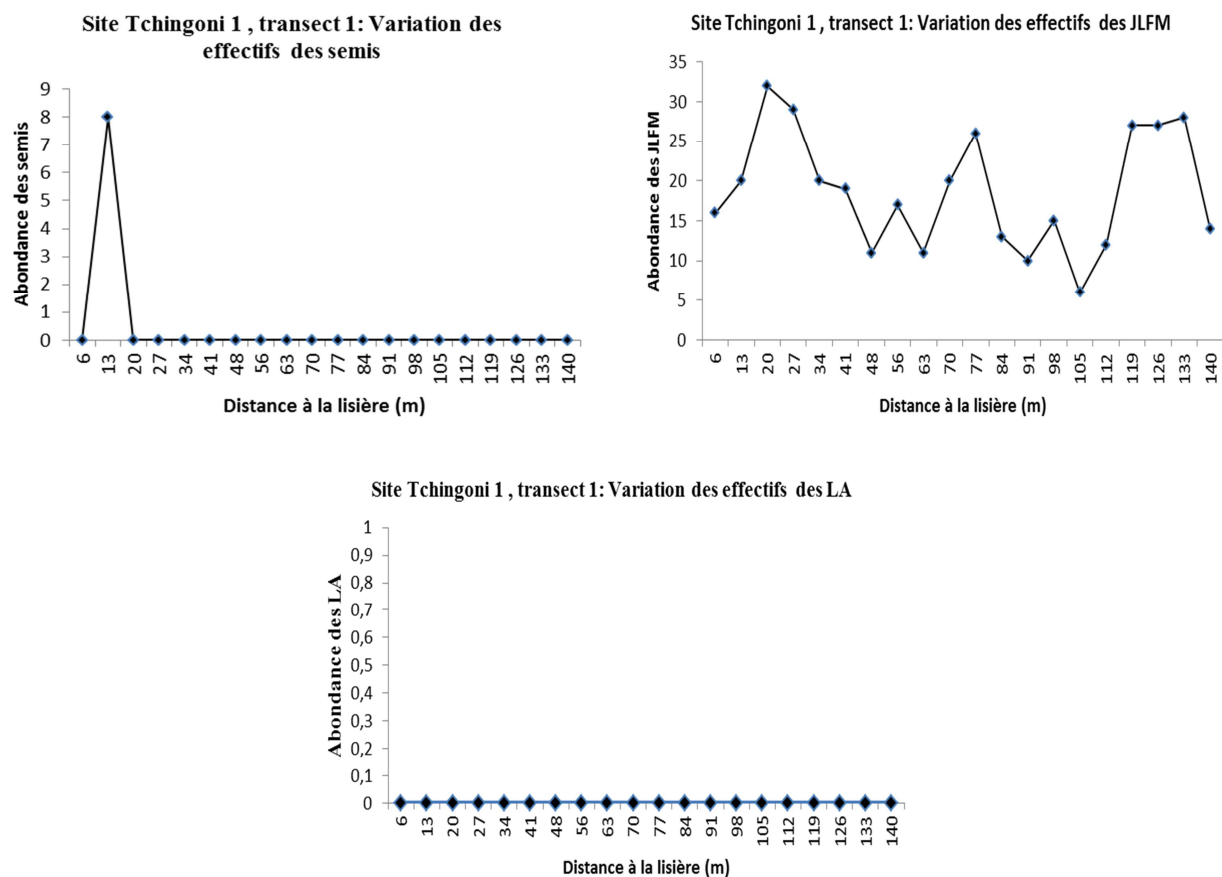 Site Tchingoni 1 , transect 1: Variation des
effectifs des semis
9
8
7
6
5
4
3
2
1
0
Abondance des semis
6 13 20 27 34 41 48 56 63 70 77 84 91 98 105 112 119 126 133 140
Distance à la lisière (m)
Site Tchingoni 1 , transect 1: Variation des effectifs des JLFM
35
30
25
20
15
10
5
0
Abondance des JLFM
6 13 20 27 34 41 48 56 63 70 77 84 91 98 105 112 119 126 133 140
Distance à la lisière (m)
Site Tchingoni 1 , transect 1: Variation des effectifs des LA
1
0,9
0,8
0,7
0,6
0,5
0,4
0,3
0,2
0,1
0
Abondance des LA
6 13 20 27 34 41 48 56 63 70 77 84 91 98 105 112 119 126 133 140
Distance à la lisière (m)